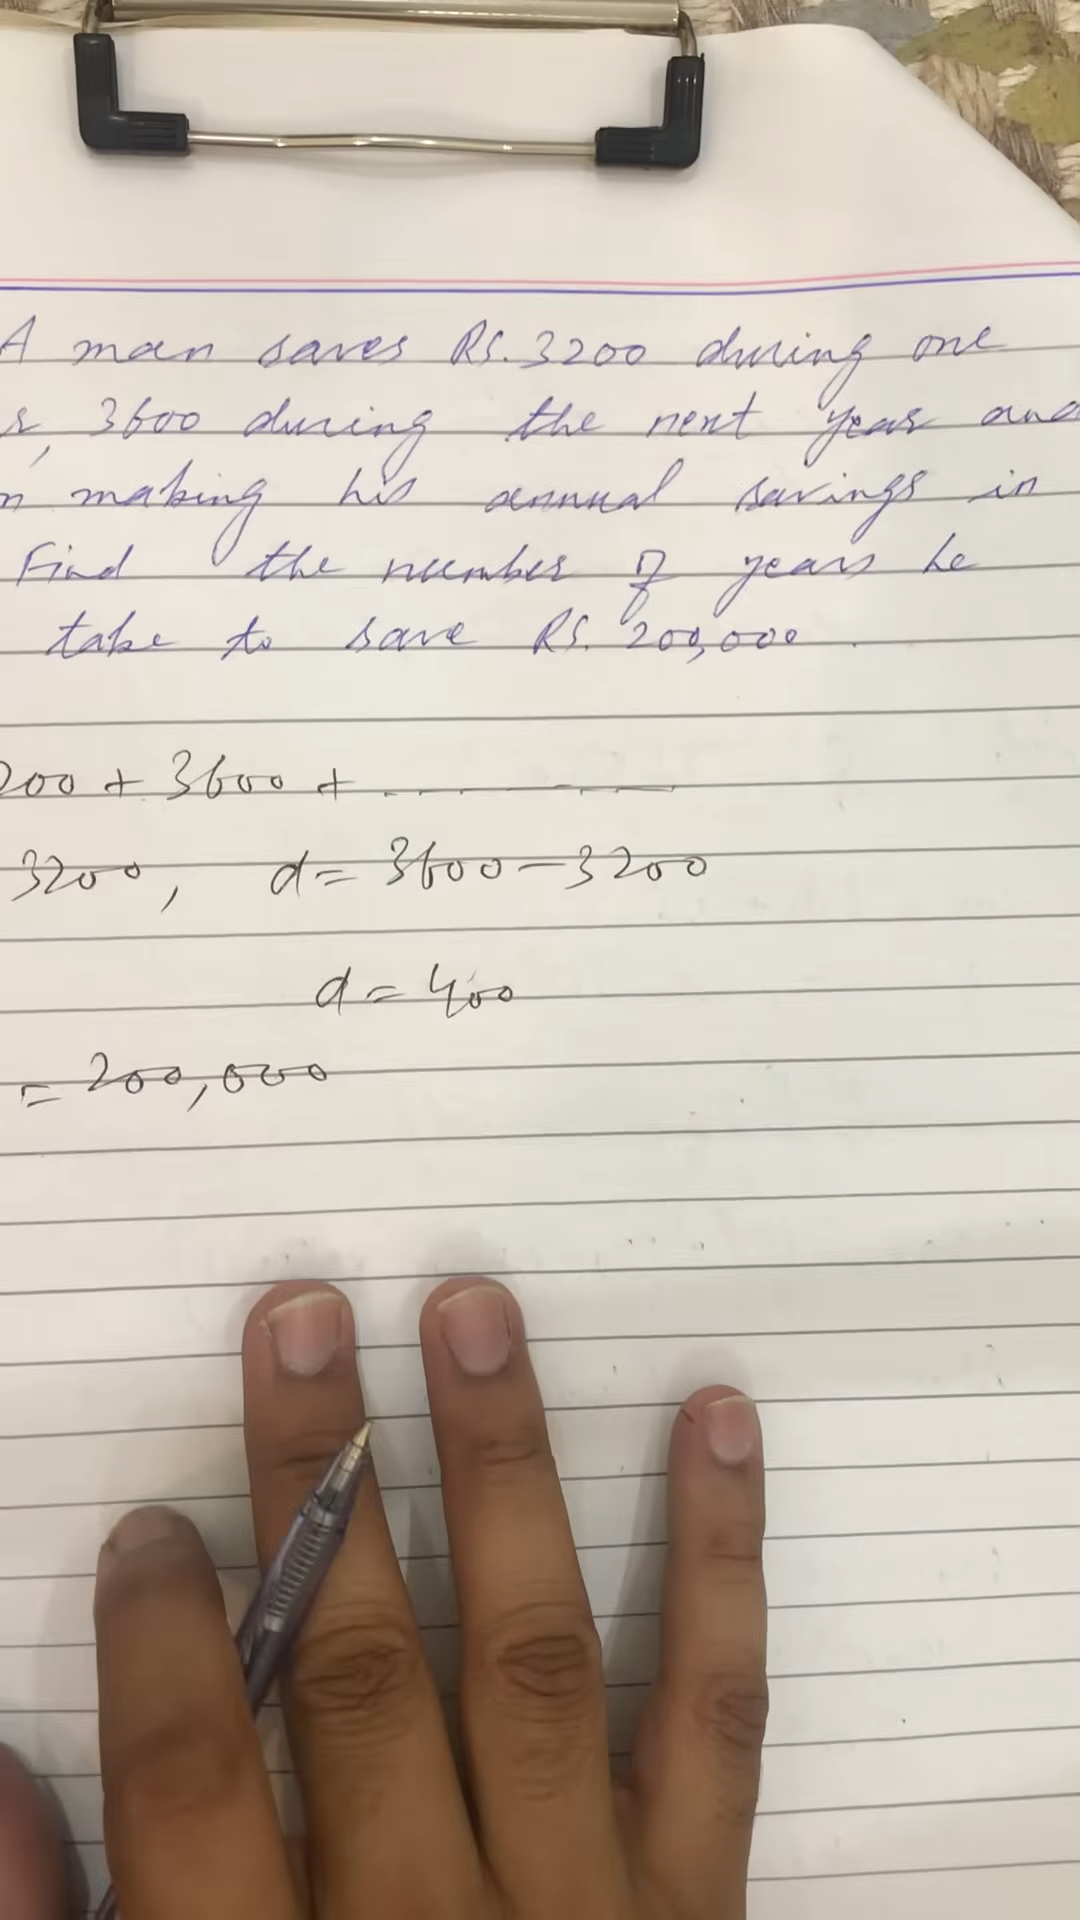 A man saves Rs. 3200 during one
r, 3600 during the next year and
n making his annual savings in
Find the number of years he
take to save Rs. 200,000.
200 + 3600 + ..........
3200, d = 3600 - 3200
d = 400
= 200,000